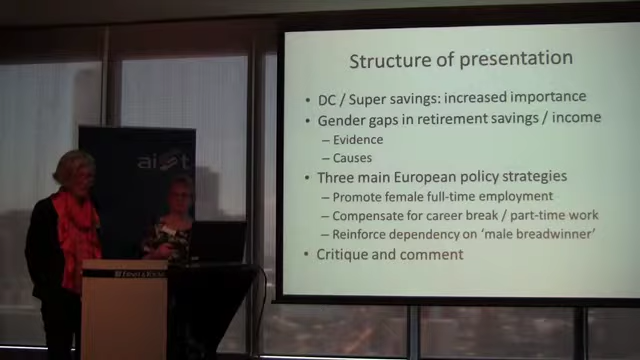 Structure of presentation
• DC / Super savings: increased importance
• Gender gaps in retirement savings / income
– Evidence
– Causes
• Three main European policy strategies
– Promote female full-time employment
– Compensate for career break / part-time work
– Reinforce dependency on ‘male breadwinner’
• Critique and comment
aist